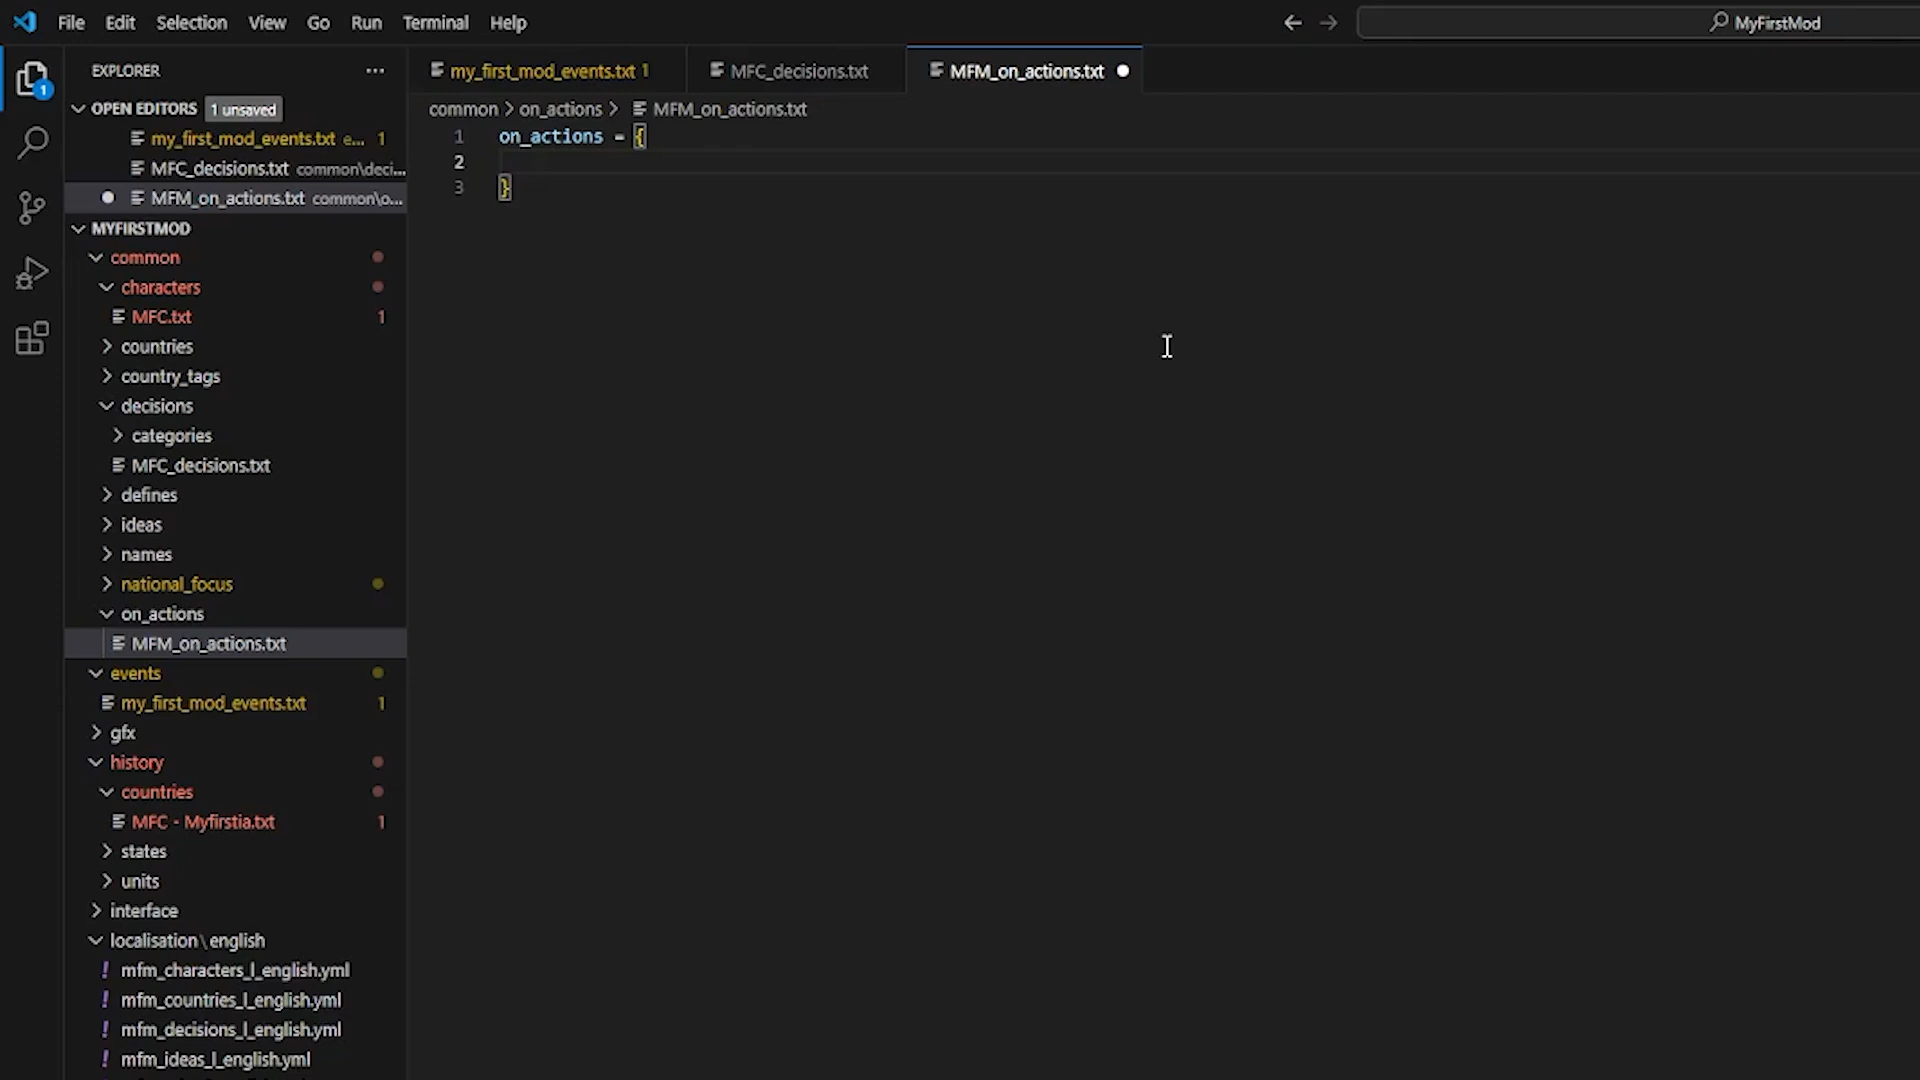 File Edit Selection View Go Run Terminal Help
MyFirstMod
1
EXPLORER ...
OPEN EDITORS 1 unsaved
my_first_mod_events.txt e... 1
MFC_decisions.txt common\deci...
MFM_on_actions.txt common\o...
MYFIRSTMOD
common
characters
MFC.txt 1
countries
country_tags
decisions
categories
MFC_decisions.txt
defines
ideas
names
national_focus
on_actions
MFM_on_actions.txt
events
my_first_mod_events.txt 1
gfx
history
countries
MFC - Myfirstia.txt 1
states
units
interface
localisation\english
! mfm_characters_l_english.yml
! mfm_countries_l_english.yml
! mfm_decisions_l_english.yml
! mfm_ideas_l_english.yml
my_first_mod_events.txt 1
MFC_decisions.txt
MFM_on_actions.txt
common > on_actions > MFM_on_actions.txt
1 on_actions = {
2
3 }